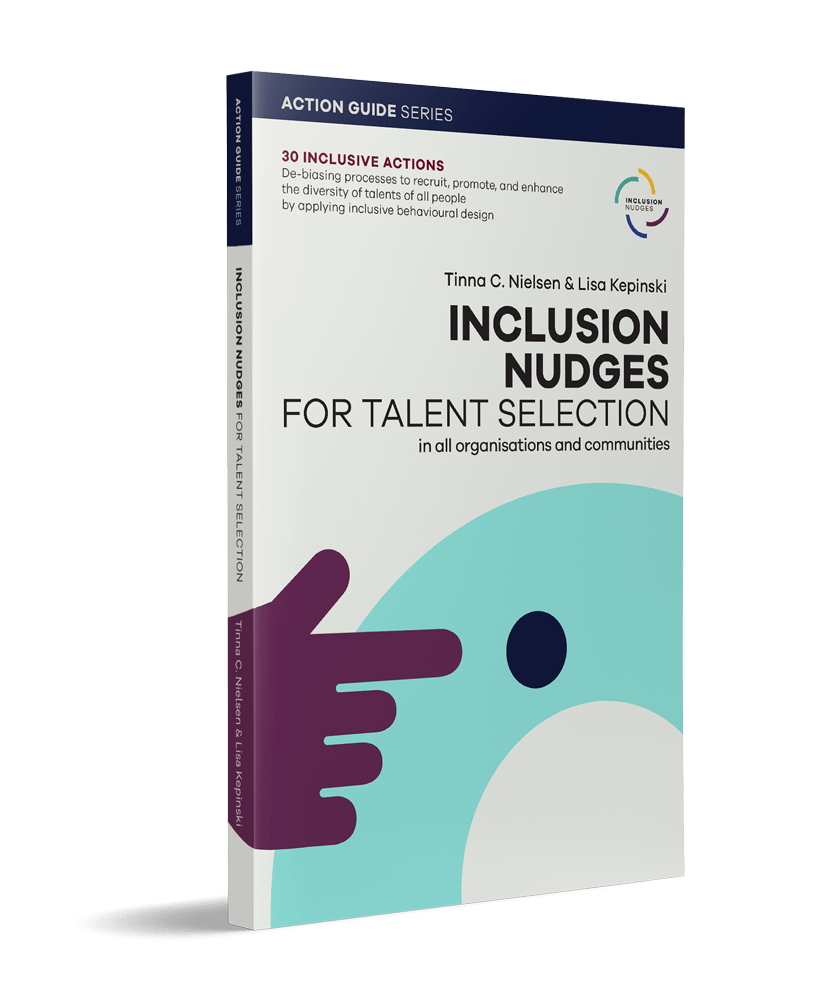 ACTION GUIDE SERIES
30 INCLUSIVE ACTIONS
De-biasing processes to recruit, promote, and enhance
the diversity of talents of all people
by applying inclusive behavioural design
INCLUSION
NUDGES
Tinna C. Nielsen & Lisa Kepinski
INCLUSION
NUDGES
FOR TALENT SELECTION
in all organisations and communities
ACTION GUIDE SERIES
INCLUSION NUDGES FOR TALENT SELECTION
Tinna C. Nielsen & Lisa Kepinski